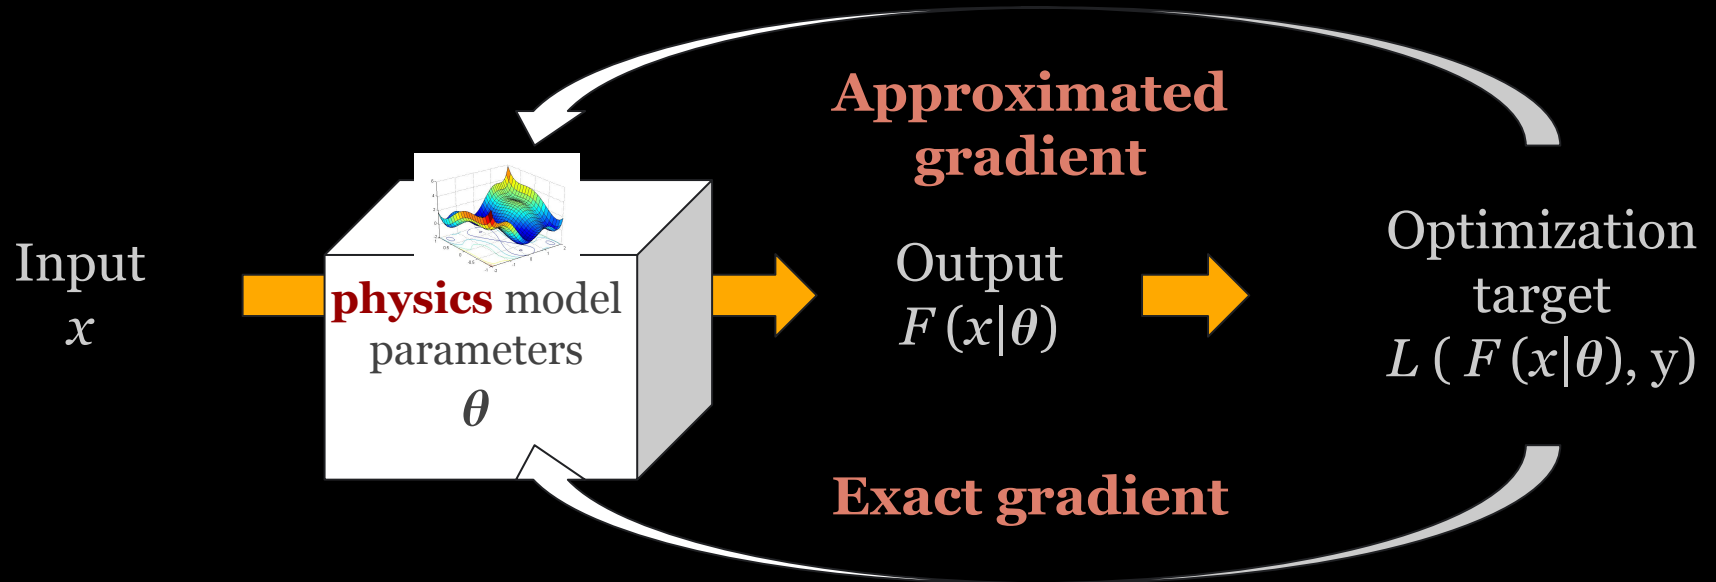 Approximated
gradient
Input
x
physics model
parameters
θ
Output
F (x|θ)
Optimization
target
L ( F (x|θ), y)
Exact gradient